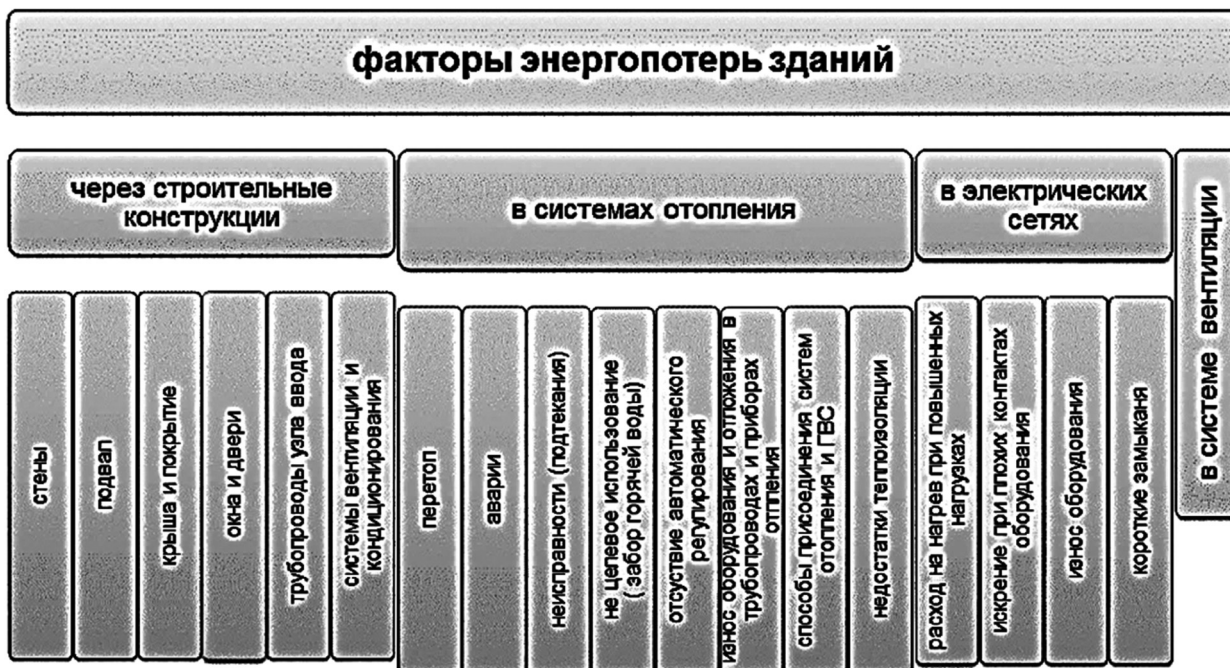 факторы энергопотерь зданий
через строительные
конструкции
в системах отопления
в электрических
сетях
в системе вентиляции
стены
подвал
крыша и покрытие
окна и двери
трубопроводы узла ввода
системы вентиляции и
кондиционирования
перетоп
аварии
неисправности (подтекания)
не целевое использование
( забор горячей воды)
отсуствие автоматического
регулирования
износ оборудования и отложения в
трубопроводах и приборах
отпления
способы присоединения систем
отопления и ГВС
недостатки теплоизоляции
расход на нагрев при повышенных
нагрузках
искрение при плохих контактах
оборудования
износ оборудования
короткие замыканя